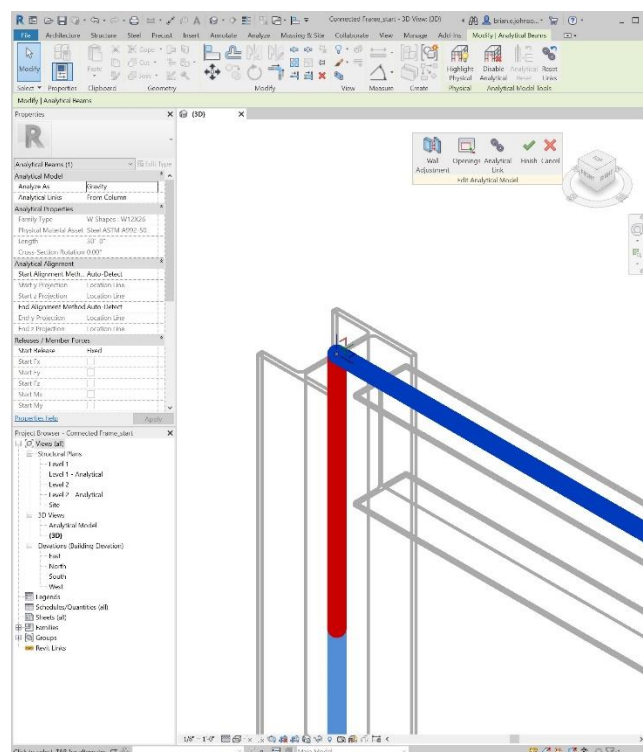 Connected Frame_start - 3D View: {3D}
brian.e.johnso...
File Architecture Structure Steel Precast Insert Annotate Analyze Massing & Site Collaborate View Manage Add-Ins Modify | Analytical Beams
Modify
Cope
Cut
Join
Highlight Physical
Disable Analytical
Analytical Reset
Reset Links
Select Properties Clipboard Geometry Modify View Measure Create Physical Analytical Model Tools
Modify | Analytical Beams
Properties
{3D}
R
Analytical Beams (1) Edit Type
Analytical Model
Analyze As Gravity
Analytical Links From Column
Analytical Properties
Family Type W Shapes : W12X26
Physical Material Asset Steel ASTM A992-50
Length 30' 0"
Cross-Section Rotation 0.00°
Analytical Alignment
Start Alignment Meth... Auto-Detect
Start y Projection Location Line
Start z Projection Location Line
End Alignment Method Auto-Detect
End y Projection Location Line
End z Projection Location Line
Releases / Member Forces
Start Release Fixed
Start Fx
Start Fy
Start Fz
Start Mx
Start My
Properties help Apply
Wall Adjustment
Openings
Analytical Link
Finish
Cancel
Edit Analytical Model
TOP
FRONT
RIGHT
Project Browser - Connected Frame_start
Views (all)
Structural Plans
Level 1
Level 1 - Analytical
Level 2
Level 2 - Analytical
Site
3D Views
Analytical Model
{3D}
Elevations (Building Elevation)
East
North
South
West
Legends
Schedules/Quantities (all)
Sheets (all)
Families
Groups
Revit Links
1/8" = 1'-0"
Main Model